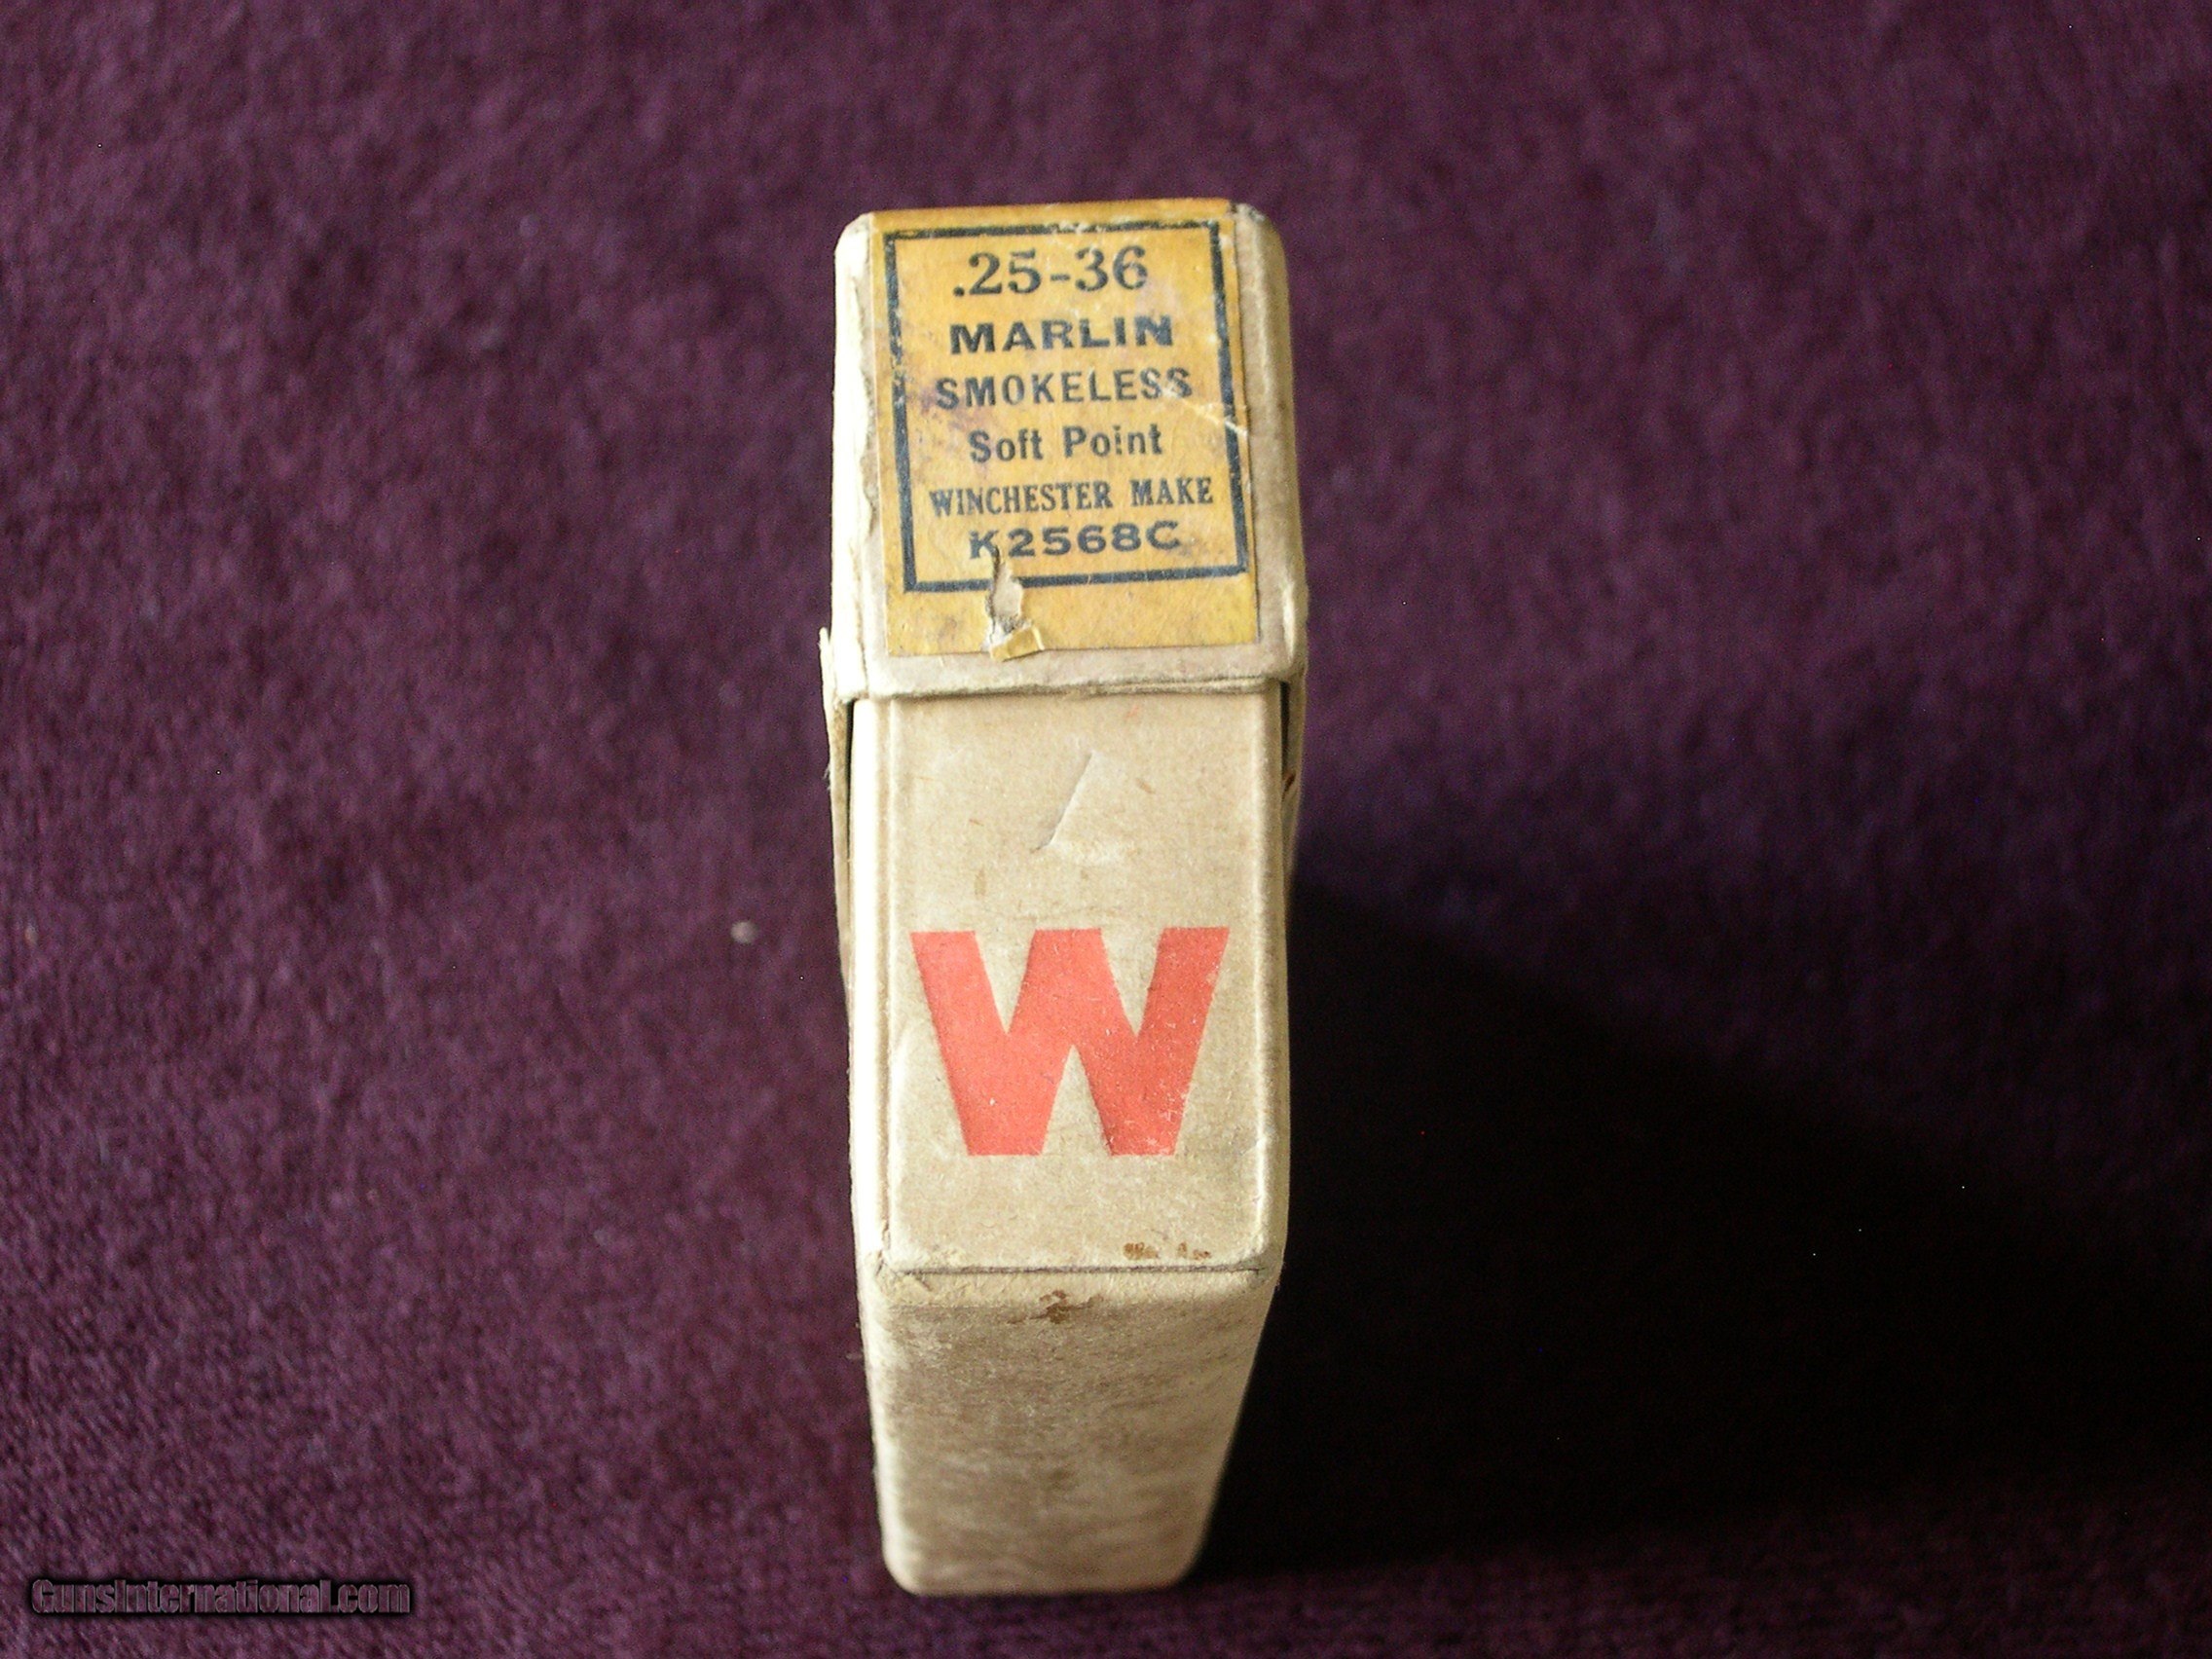 .25-36
MARLIN
SMOKELESS
Soft Point
WINCHESTER MAKE
K2568C
W
GunsInternational.com